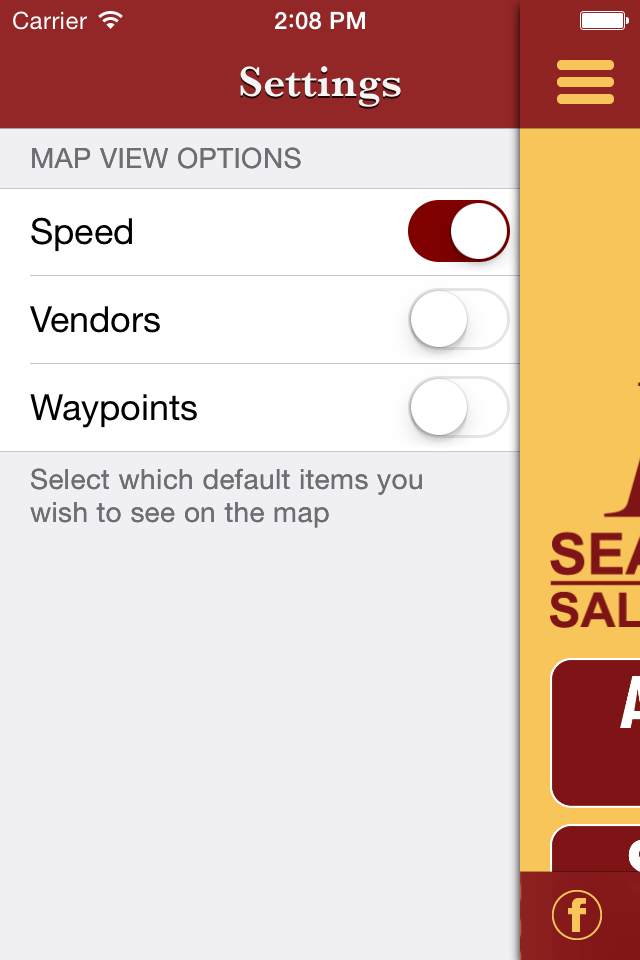 Carrier 2:08 PM
Settings
MAP VIEW OPTIONS
Speed
Vendors
Waypoints
Select which default items you
wish to see on the map
SEA
SAL
A
S
f